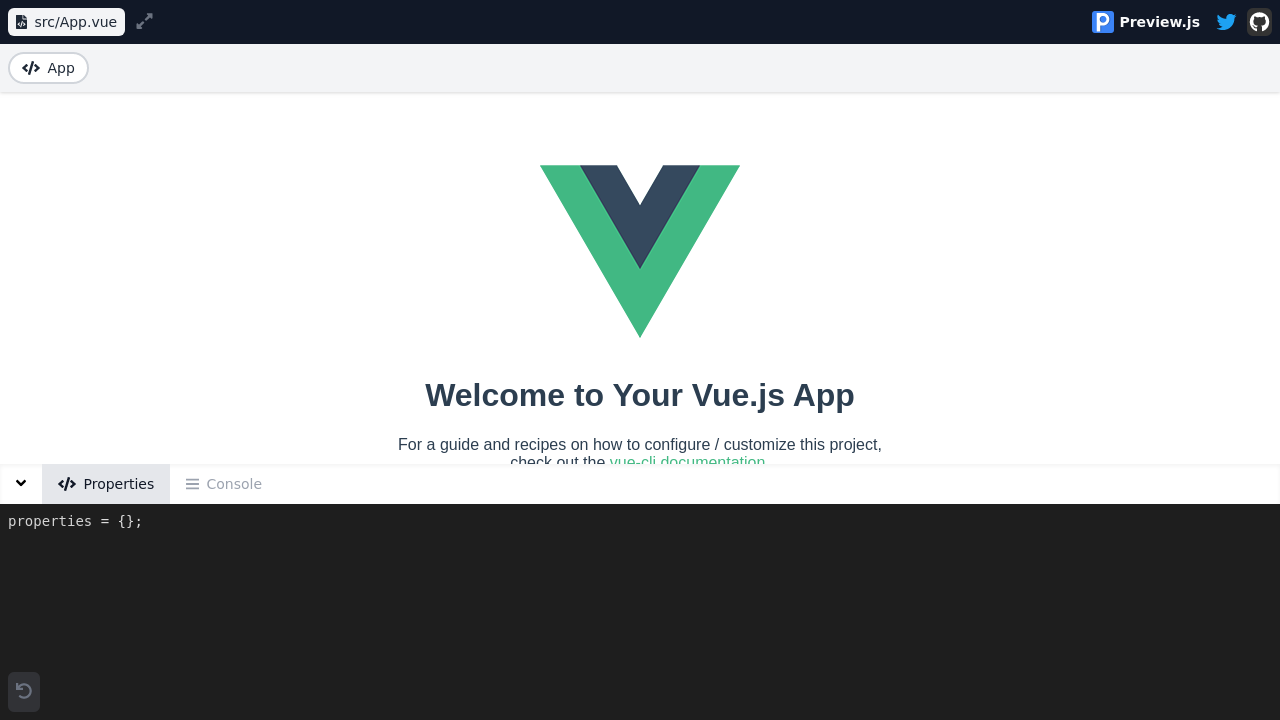 src/App.vue
Preview.js
App
Welcome to Your Vue.js App
For a guide and recipes on how to configure / customize this project,
check out the vue-cli documentation.
Properties
Console
properties = {};